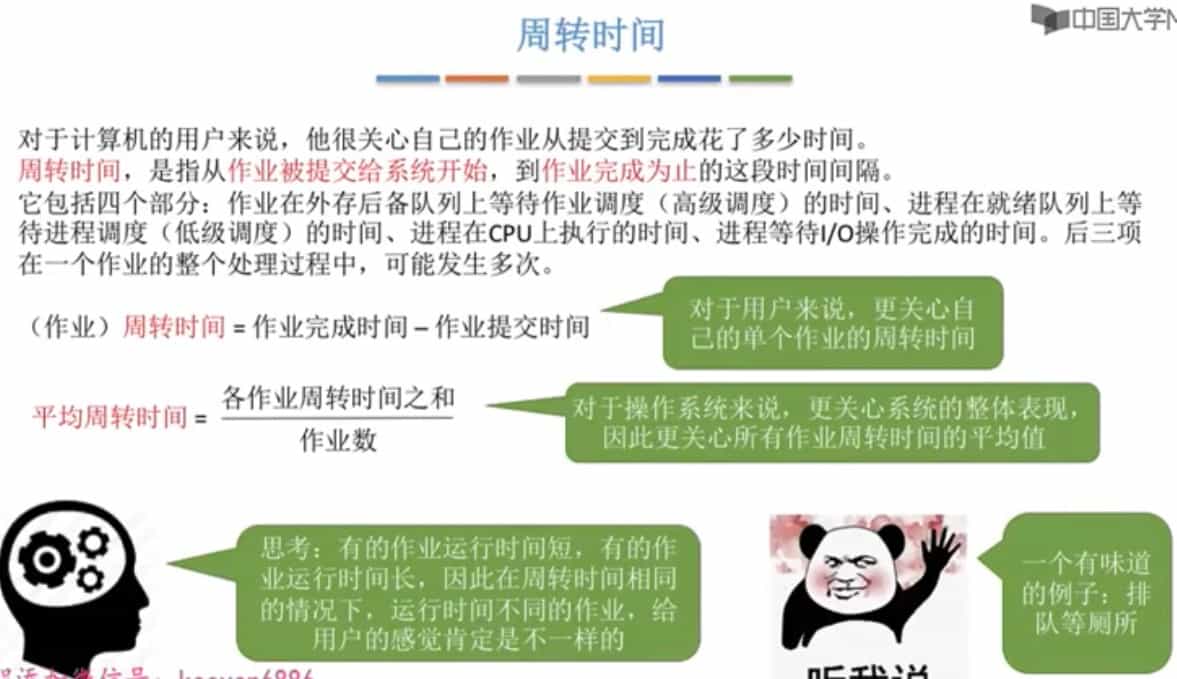 中国大学M
周转时间
对于计算机的用户来说，他很关心自己的作业从提交到完成花了多少时间。
周转时间，是指从作业被提交给系统开始，到作业完成为止的这段时间间隔。
它包括四个部分：作业在外存后备队列上等待作业调度（高级调度）的时间、进程在就绪队列上等
待进程调度（低级调度）的时间、进程在CPU上执行的时间、进程等待I/O操作完成的时间。后三项
在一个作业的整个处理过程中，可能发生多次。
（作业）周转时间 = 作业完成时间 – 作业提交时间
对于用户来说，更关心自
己的单个作业的周转时间
平均周转时间 =
各作业周转时间之和
作业数
对于操作系统来说，更关心系统的整体表现，
因此更关心所有作业周转时间的平均值
思考：有的作业运行时间短，有的作
业运行时间长，因此在周转时间相同
的情况下，运行时间不同的作业，给
用户的感觉肯定是不一样的
一个有味道
的例子：排
队等厕所
听我说